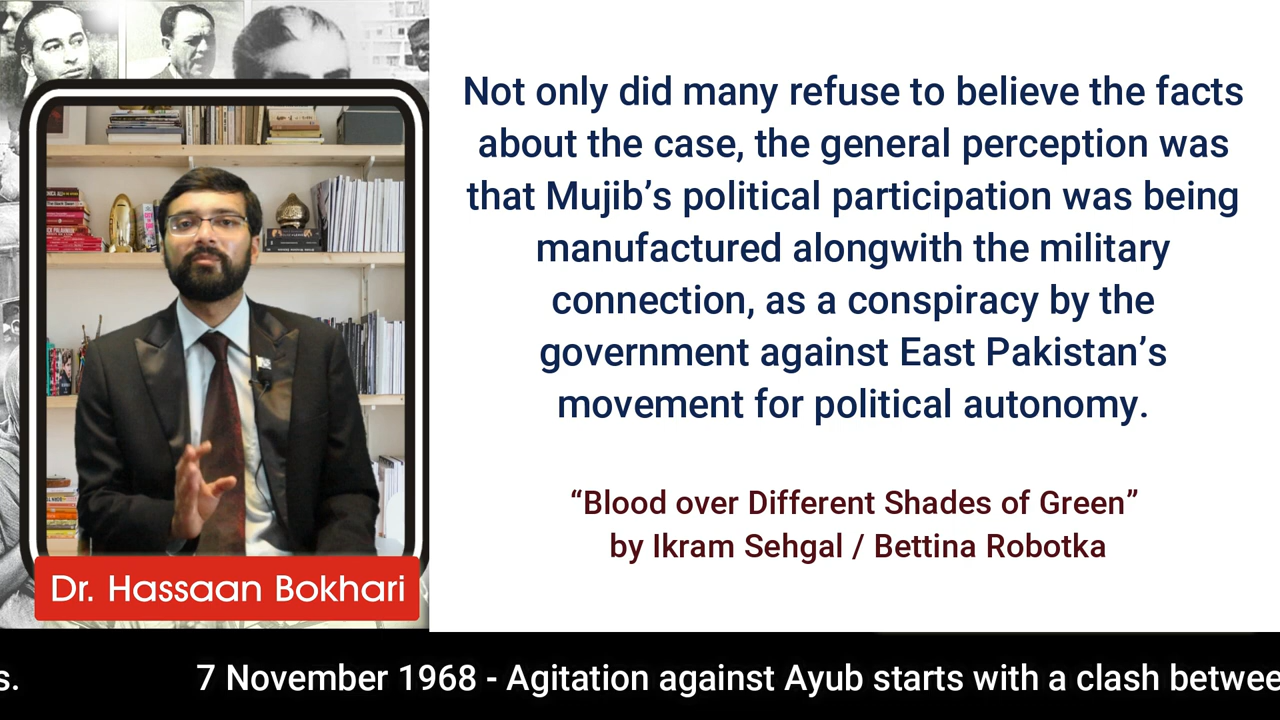 Not only did many refuse to believe the facts
about the case, the general perception was
that Mujib’s political participation was being
manufactured alongwith the military
connection, as a conspiracy by the
government against East Pakistan’s
movement for political autonomy.
“Blood over Different Shades of Green”
by Ikram Sehgal / Bettina Robotka
Dr. Hassaan Bokhari
s. 7 November 1968 - Agitation against Ayub starts with a clash betwee